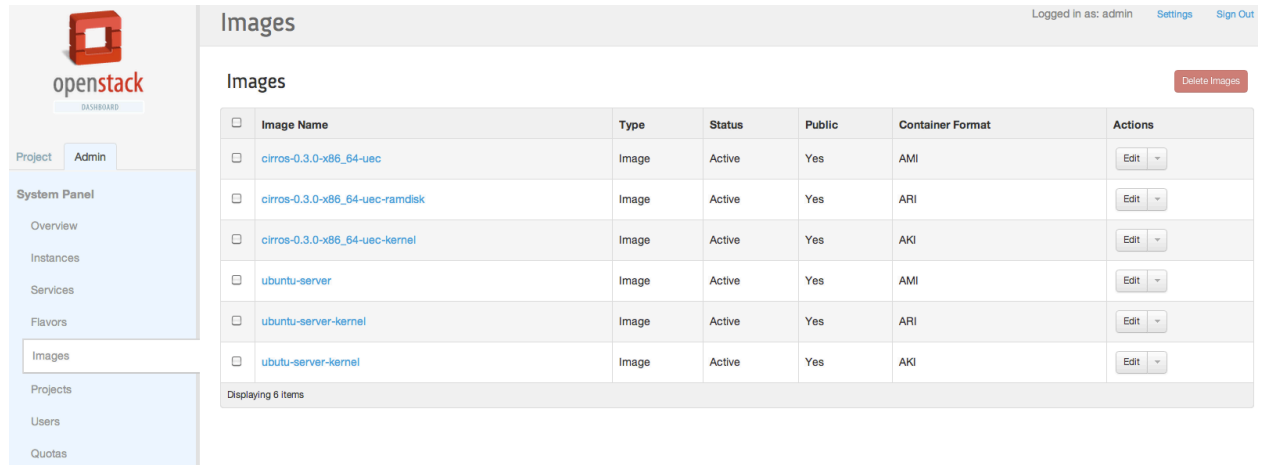 Images
Logged in as: admin Settings Sign Out
openstack
DASHBOARD
Project Admin
System Panel
Overview
Instances
Services
Flavors
Images
Projects
Users
Quotas
Images
Delete Images
Image Name Type Status Public Container Format Actions
cirros-0.3.0-x86_64-uec Image Active Yes AMI Edit
cirros-0.3.0-x86_64-uec-ramdisk Image Active Yes ARI Edit
cirros-0.3.0-x86_64-uec-kernel Image Active Yes AKI Edit
ubuntu-server Image Active Yes AMI Edit
ubuntu-server-kernel Image Active Yes ARI Edit
ubutu-server-kernel Image Active Yes AKI Edit
Displaying 6 items